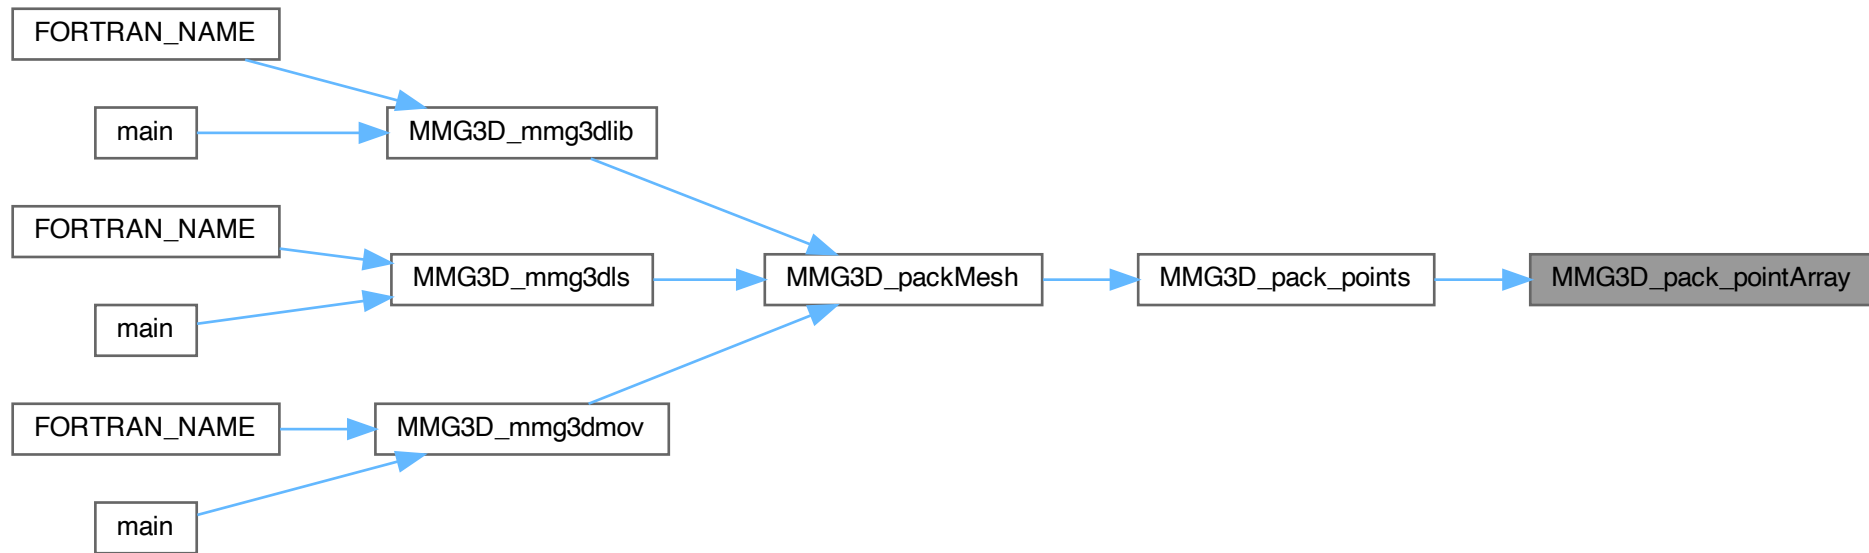 FORTRAN_NAME
main
MMG3D_mmg3dlib
FORTRAN_NAME
MMG3D_mmg3dls
MMG3D_packMesh
MMG3D_pack_points
MMG3D_pack_pointArray
main
FORTRAN_NAME
MMG3D_mmg3dmov
main